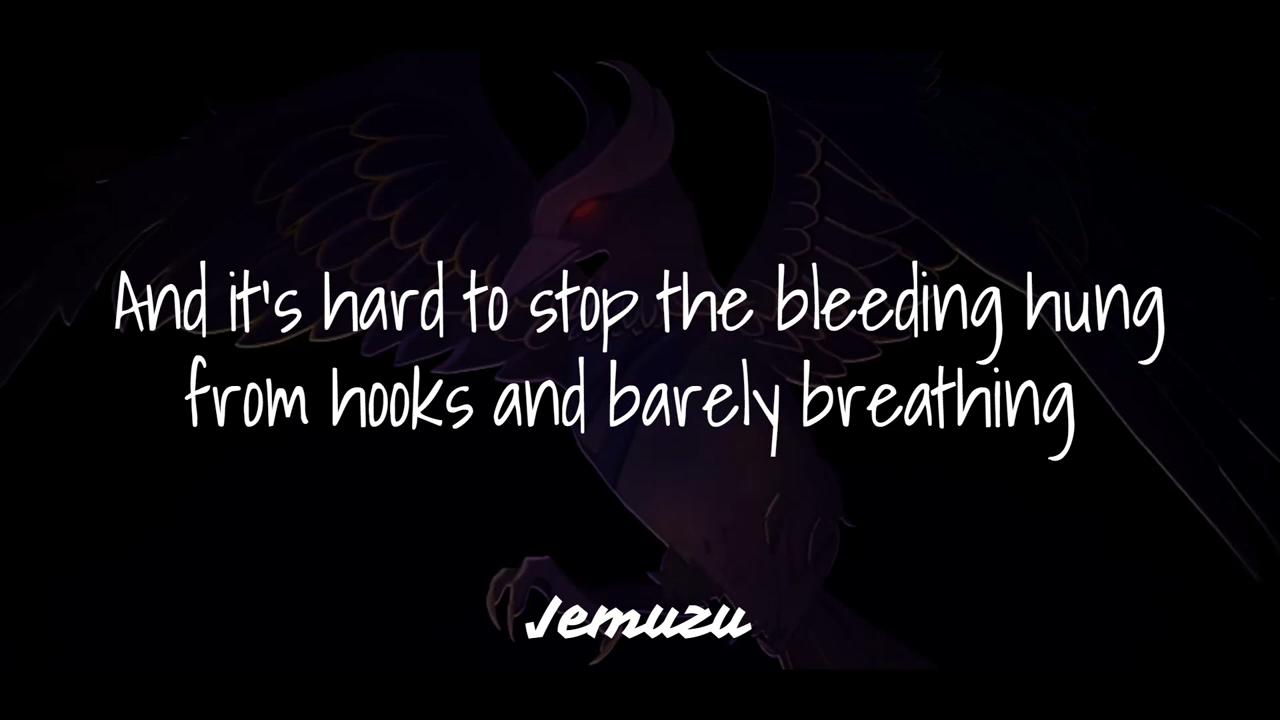 And it's hard to stop the bleeding hung
from hooks and barely breathing
Jemuzu